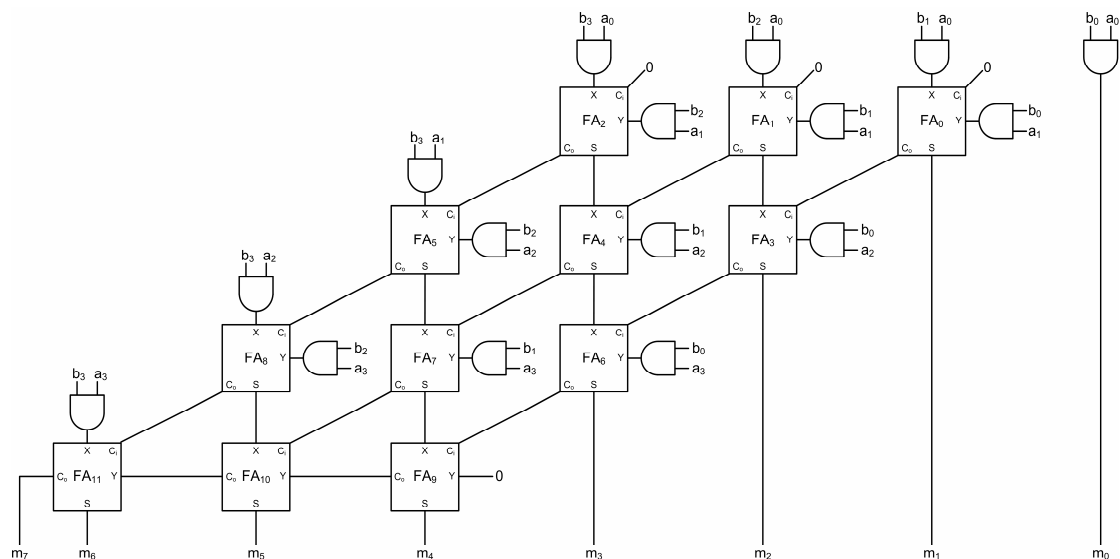 b₃ a₀ b₂ a₀ b₁ a₀ b₀ a₀
0 0 0
X Cᵢ X Cᵢ X Cᵢ
FA₂ Y b₂ FA₁ Y b₁ FA₀ Y b₀
a₁ a₁ a₁
Cₒ S Cₒ S Cₒ S
b₃ a₁
X Cᵢ X Cᵢ X Cᵢ
FA₅ Y b₂ FA₄ Y b₁ FA₃ Y b₀
a₂ a₂ a₂
Cₒ S Cₒ S Cₒ S
b₃ a₂
X Cᵢ X Cᵢ X Cᵢ
FA₈ Y b₂ FA₇ Y b₁ FA₆ Y b₀
a₃ a₃ a₃
Cₒ S Cₒ S Cₒ S
b₃ a₃
X Cᵢ X Cᵢ X Cᵢ
Cₒ FA₁₁ Y Cₒ FA₁₀ Y Cₒ FA₉ Y 0
S S S
m₇ m₆ m₅ m₄ m₃ m₂ m₁ m₀